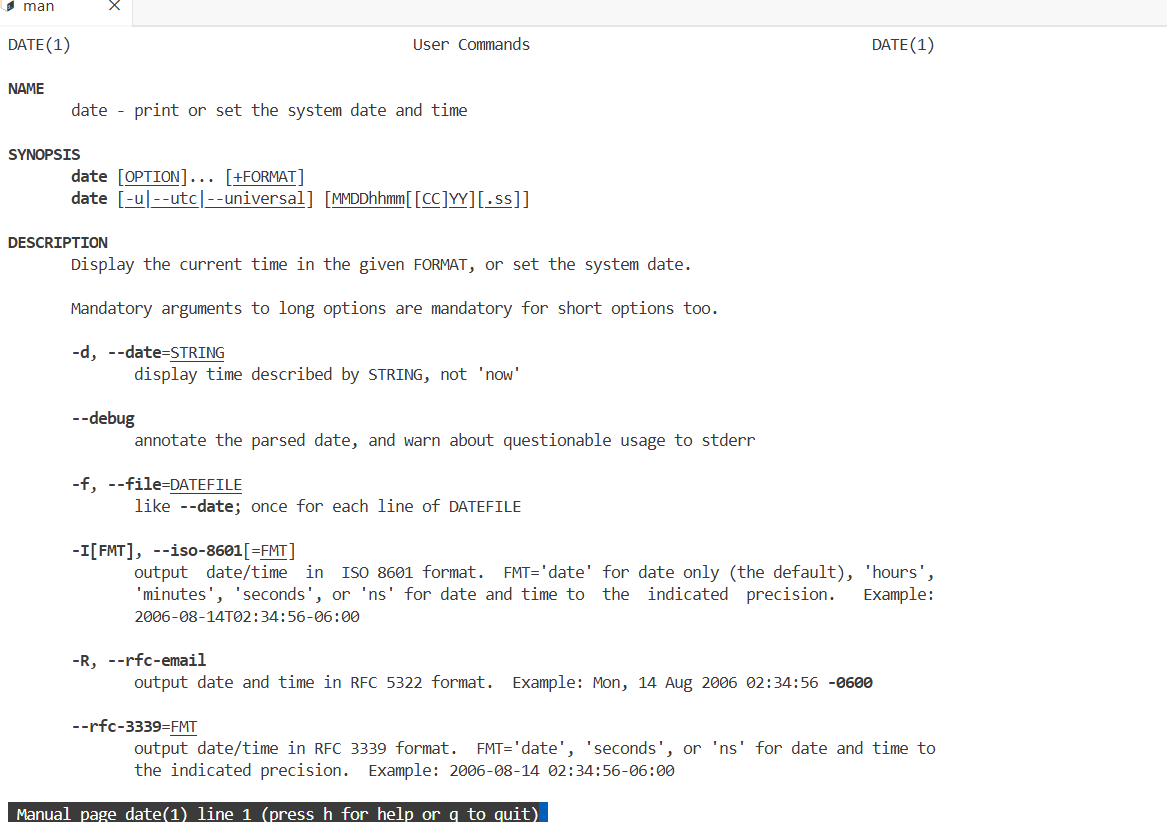 man
DATE(1) User Commands DATE(1)
NAME
date - print or set the system date and time
SYNOPSIS
date [OPTION]... [+FORMAT]
date [-u|--utc|--universal] [MMDDhhmm[[CC]YY][.ss]]
DESCRIPTION
Display the current time in the given FORMAT, or set the system date.
Mandatory arguments to long options are mandatory for short options too.
-d, --date=STRING
display time described by STRING, not 'now'
--debug
annotate the parsed date, and warn about questionable usage to stderr
-f, --file=DATEFILE
like --date; once for each line of DATEFILE
-I[FMT], --iso-8601[=FMT]
output date/time in ISO 8601 format. FMT='date' for date only (the default), 'hours',
'minutes', 'seconds', or 'ns' for date and time to the indicated precision. Example:
2006-08-14T02:34:56-06:00
-R, --rfc-email
output date and time in RFC 5322 format. Example: Mon, 14 Aug 2006 02:34:56 -0600
--rfc-3339=FMT
output date/time in RFC 3339 format. FMT='date', 'seconds', or 'ns' for date and time to
the indicated precision. Example: 2006-08-14 02:34:56-06:00
Manual page date(1) line 1 (press h for help or q to quit)